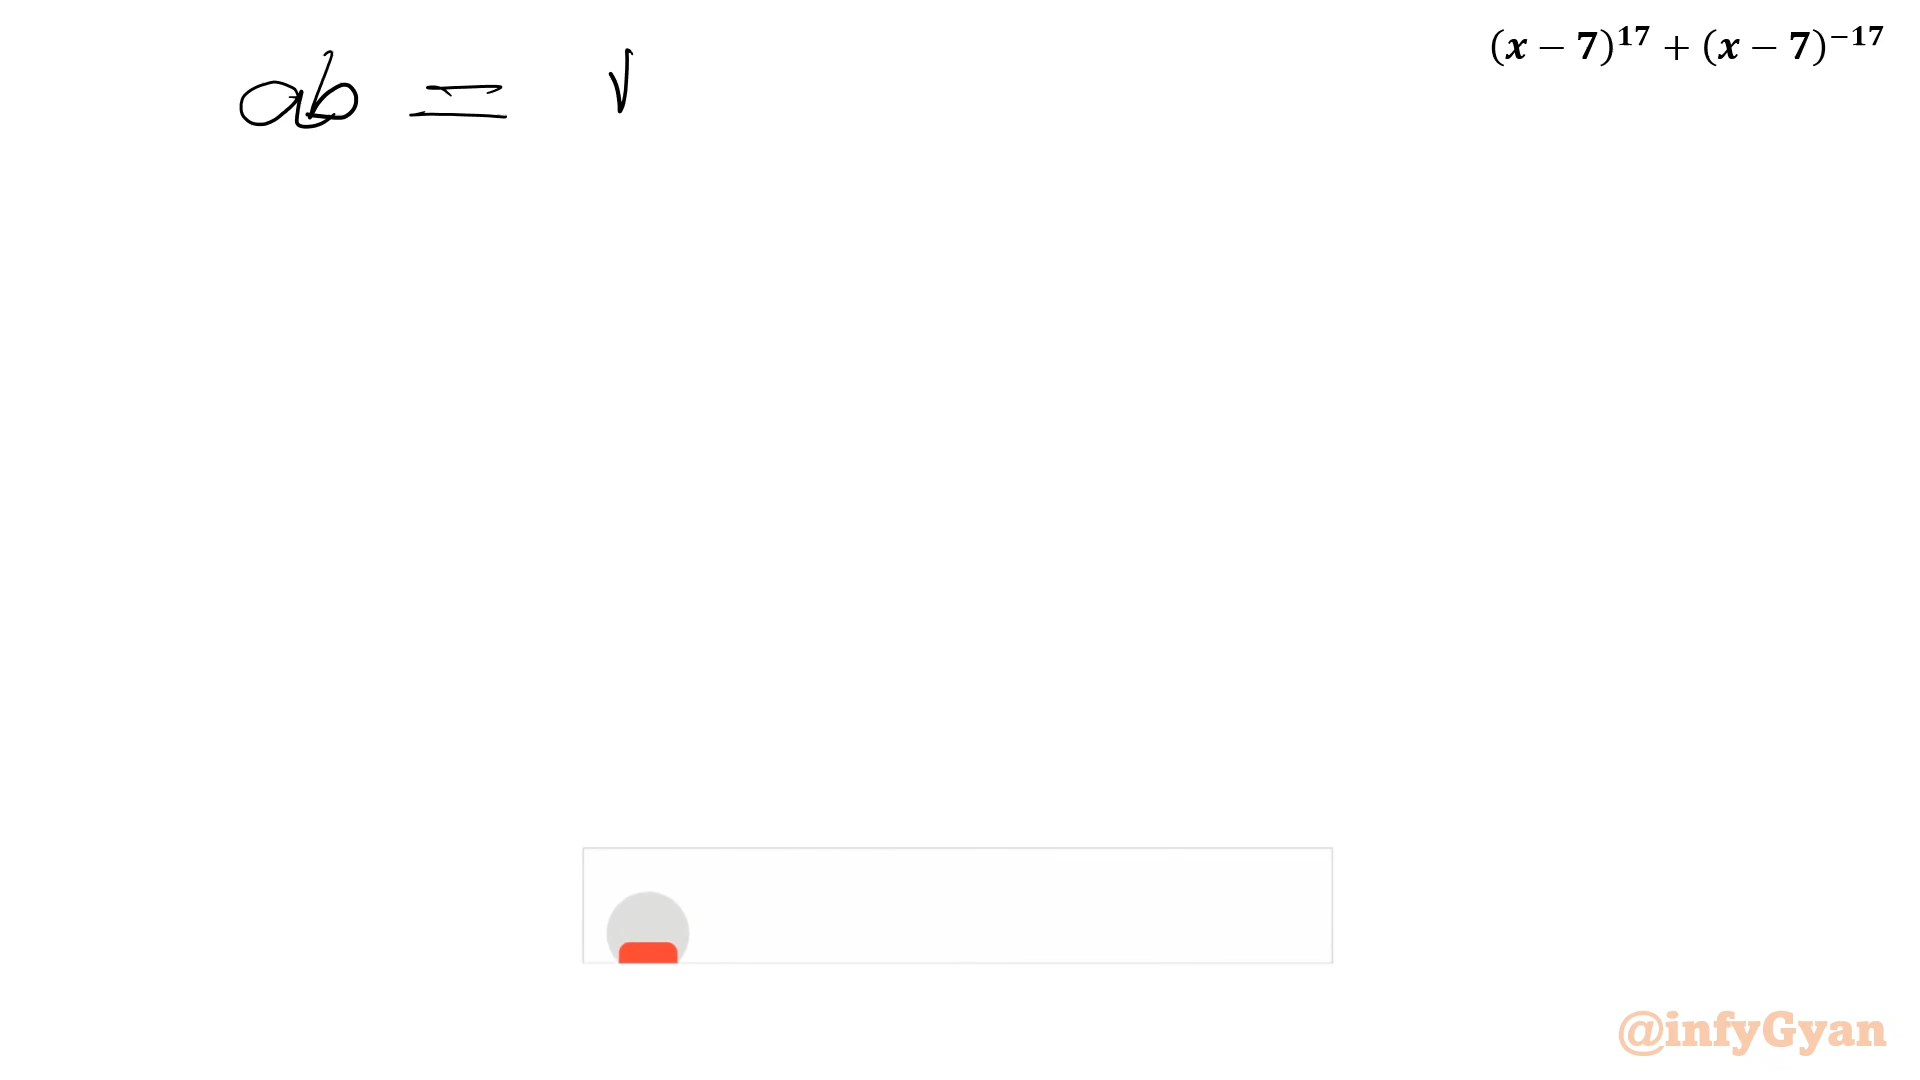 (x − 7)¹⁷ + (x − 7)⁻¹⁷
ab = √
@infyGyan